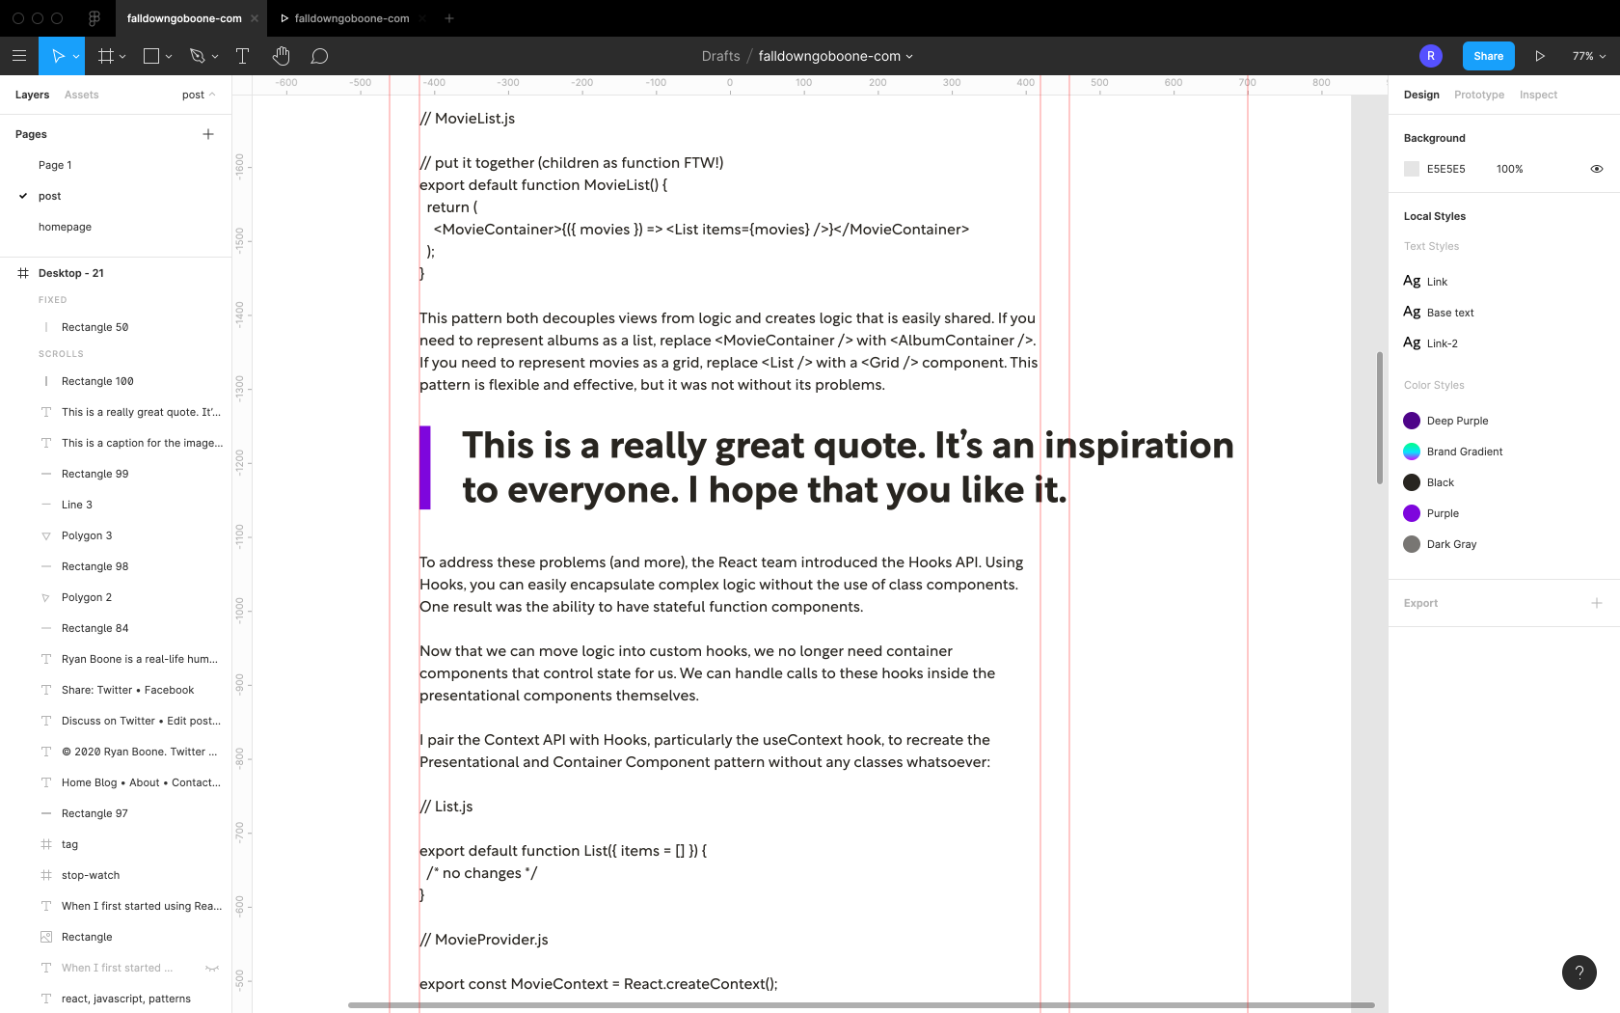 falldowngoboone-com
falldowngoboone-com
Drafts / falldowngoboone-com
R
Share
77%
Layers
Assets
post
Pages
Page 1
post
homepage
Desktop - 21
FIXED
Rectangle 50
SCROLLS
Rectangle 100
This is a really great quote. It'...
This is a caption for the image...
Rectangle 99
Line 3
Polygon 3
Rectangle 98
Polygon 2
Rectangle 84
Ryan Boone is a real-life hum...
Share: Twitter • Facebook
Discuss on Twitter • Edit post...
© 2020 Ryan Boone. Twitter ...
Home Blog • About • Contact...
Rectangle 97
tag
stop-watch
When I first started using Rea...
Rectangle
When I first started ...
react, javascript, patterns
-600 -500 -400 -300 -200 -100 0 100 200 300 400 500 600 700 800
-1600
-1500
-1400
-1300
-1200
-1100
-1000
-900
-800
-700
-600
-500
// MovieList.js
// put it together (children as function FTW!)
export default function MovieList() {
return (
<MovieContainer>{({ movies }) => <List items={movies} />}</MovieContainer>
);
}
This pattern both decouples views from logic and creates logic that is easily shared. If you
need to represent albums as a list, replace <MovieContainer /> with <AlbumContainer />.
If you need to represent movies as a grid, replace <List /> with a <Grid /> component. This
pattern is flexible and effective, but it was not without its problems.
This is a really great quote. It’s an inspiration
to everyone. I hope that you like it.
To address these problems (and more), the React team introduced the Hooks API. Using
Hooks, you can easily encapsulate complex logic without the use of class components.
One result was the ability to have stateful function components.
Now that we can move logic into custom hooks, we no longer need container
components that control state for us. We can handle calls to these hooks inside the
presentational components themselves.
I pair the Context API with Hooks, particularly the useContext hook, to recreate the
Presentational and Container Component pattern without any classes whatsoever:
// List.js
export default function List({ items = [] }) {
/* no changes */
}
// MovieProvider.js
export const MovieContext = React.createContext();
Design
Prototype
Inspect
Background
E5E5E5
100%
Local Styles
Text Styles
Ag Link
Ag Base text
Ag Link-2
Color Styles
Deep Purple
Brand Gradient
Black
Purple
Dark Gray
Export
?